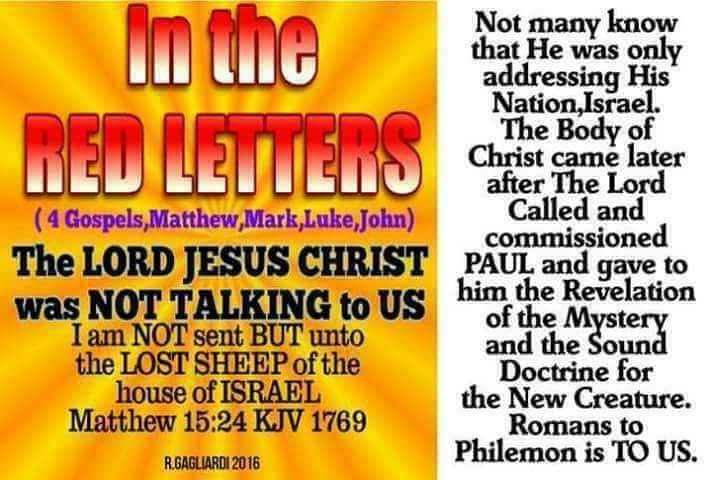 In the
RED LETTERS
( 4 Gospels,Matthew,Mark,Luke,John)
The LORD JESUS CHRIST
was NOT TALKING to US
I am NOT sent BUT unto
the LOST SHEEP of the
house of ISRAEL
Matthew 15:24 KJV 1769
R.GAGLIARDI 2016
Not many know
that He was only
addressing His
Nation,Israel.
The Body of
Christ came later
after The Lord
Called and
commissioned
PAUL and gave to
him the Revelation
of the Mystery
and the Sound
Doctrine for
the New Creature.
Romans to
Philemon is TO US.